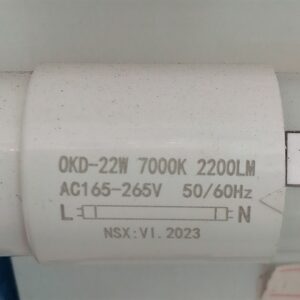 OKD-22W 7000K 2200LM
AC165-265V 50/60Hz
L N
NSX:VI.2023